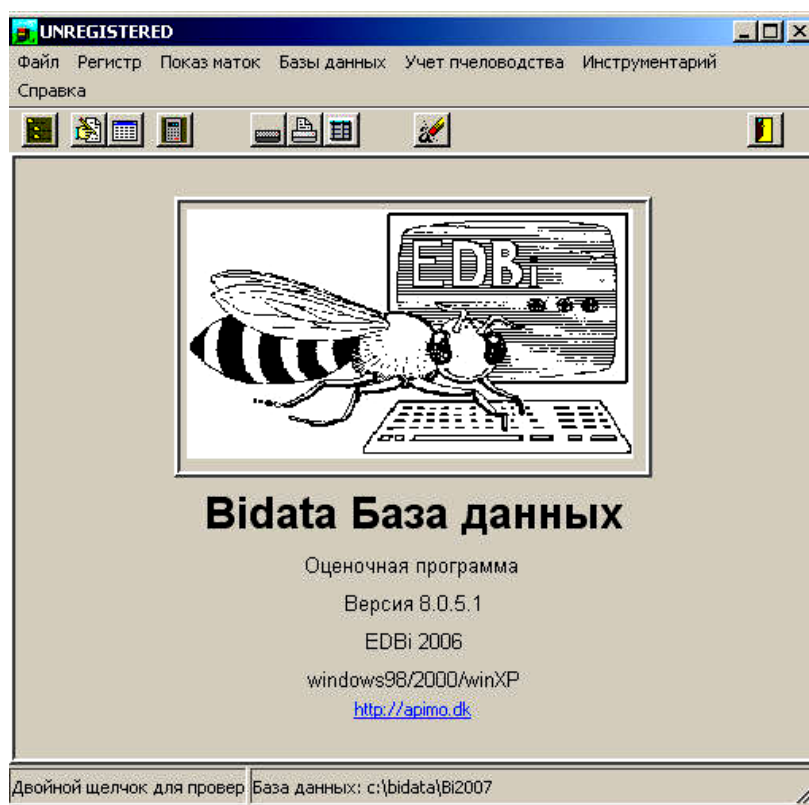 UNREGISTERED
Файл Регистр Показ маток Базы данных Учет пчеловодства Инструментарий
Справка
EDBi
Bidata База данных
Оценочная программа
Версия 8.0.5.1
EDBi 2006
windows98/2000/winXP
http://apimo.dk
Двойной щелчок для провер База данных: c:\bidata\Bi2007